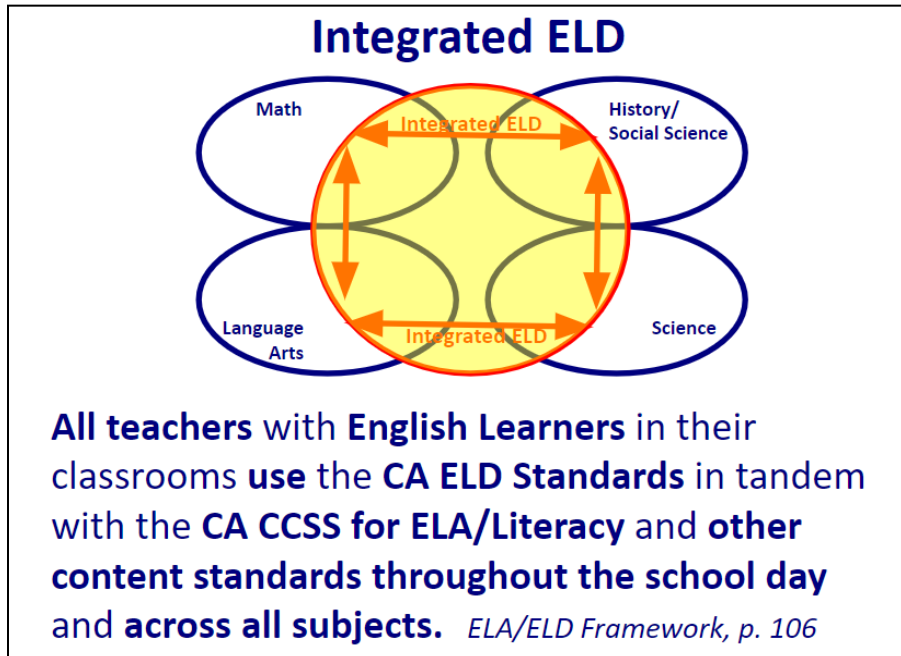 Integrated ELD
Math
Integrated ELD
History/
Social Science
Language
Arts
Integrated ELD
Science
All teachers with English Learners in their
classrooms use the CA ELD Standards in tandem
with the CA CCSS for ELA/Literacy and other
content standards throughout the school day
and across all subjects. ELA/ELD Framework, p. 106